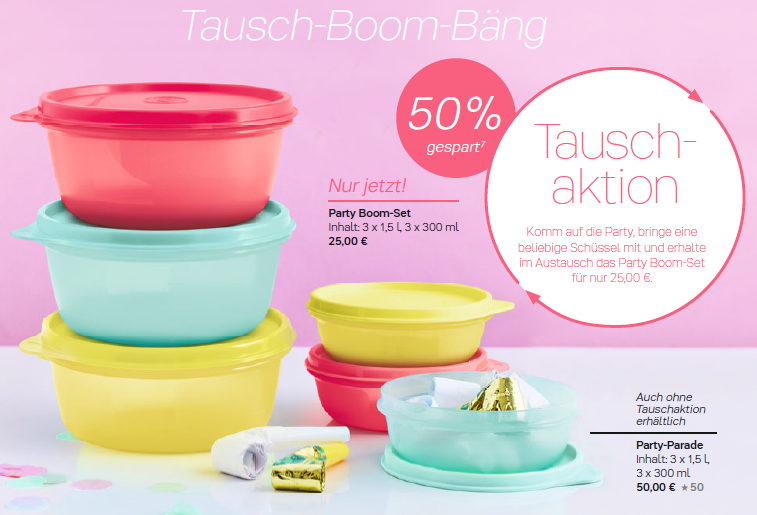 Tausch-Boom-Bäng
50%
gespart⁷
Nur jetzt!
Party Boom-Set
Inhalt: 3 x 1,5 l, 3 x 300 ml
25,00 €
Tausch-
aktion
Komm auf die Party, bringe eine
beliebige Schüssel mit und erhalte
im Austausch das Party Boom-Set
für nur 25,00 €.
Auch ohne
Tauschaktion
erhältlich
Party-Parade
Inhalt: 3 x 1,5 l,
3 x 300 ml
50,00 € ★50